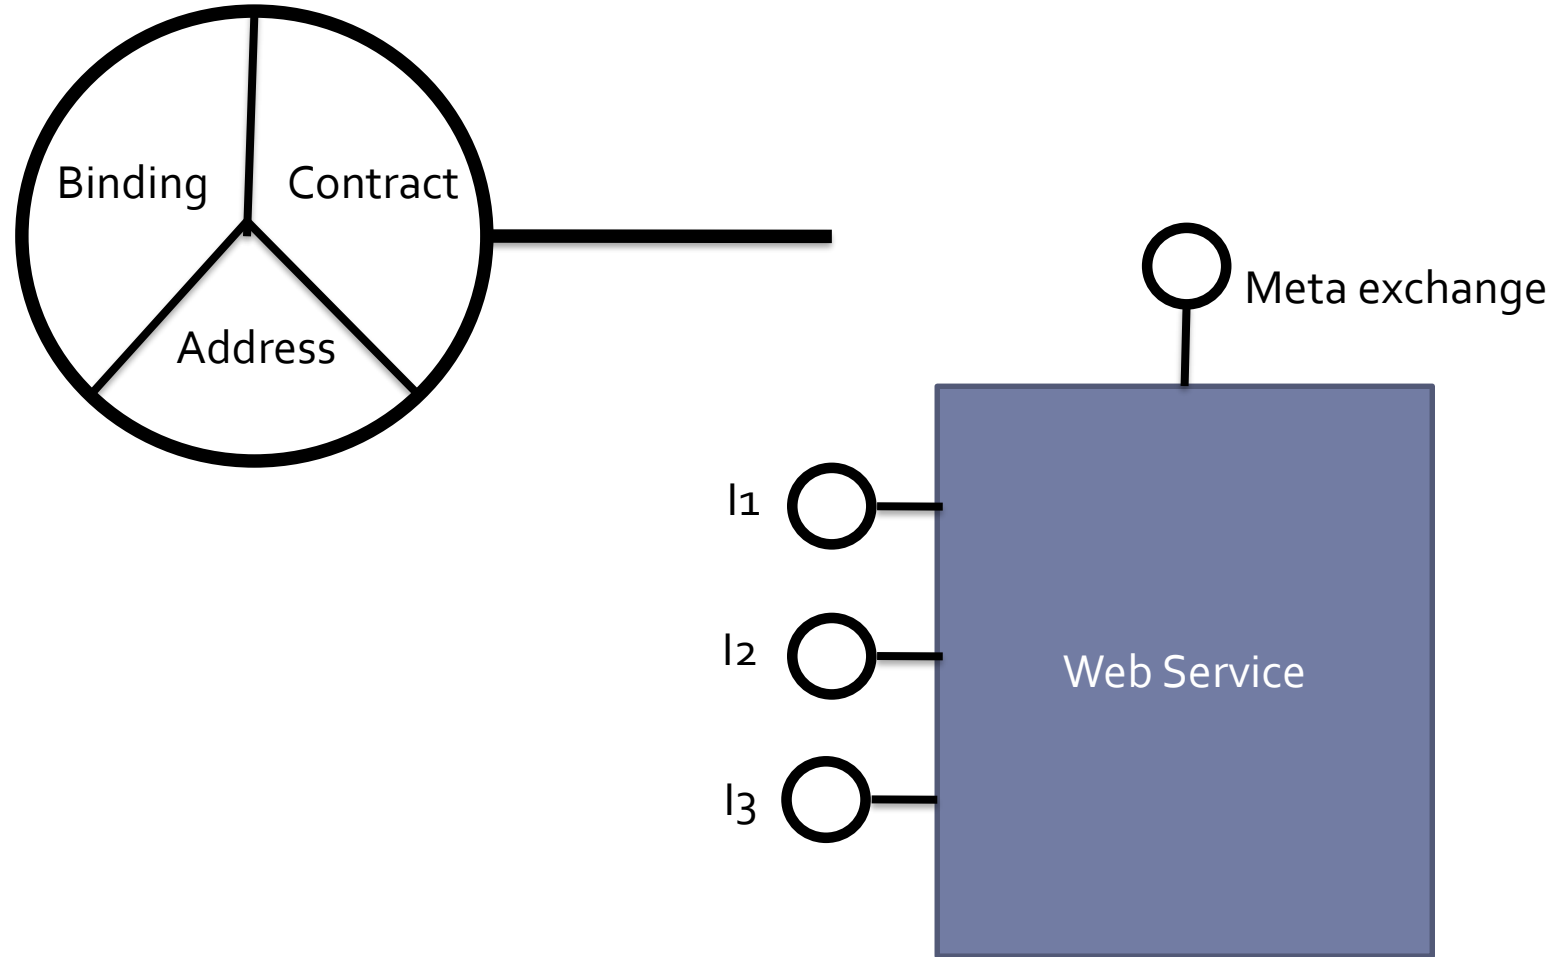 Binding
Contract
Address
Meta exchange
I1
I2
I3
Web Service